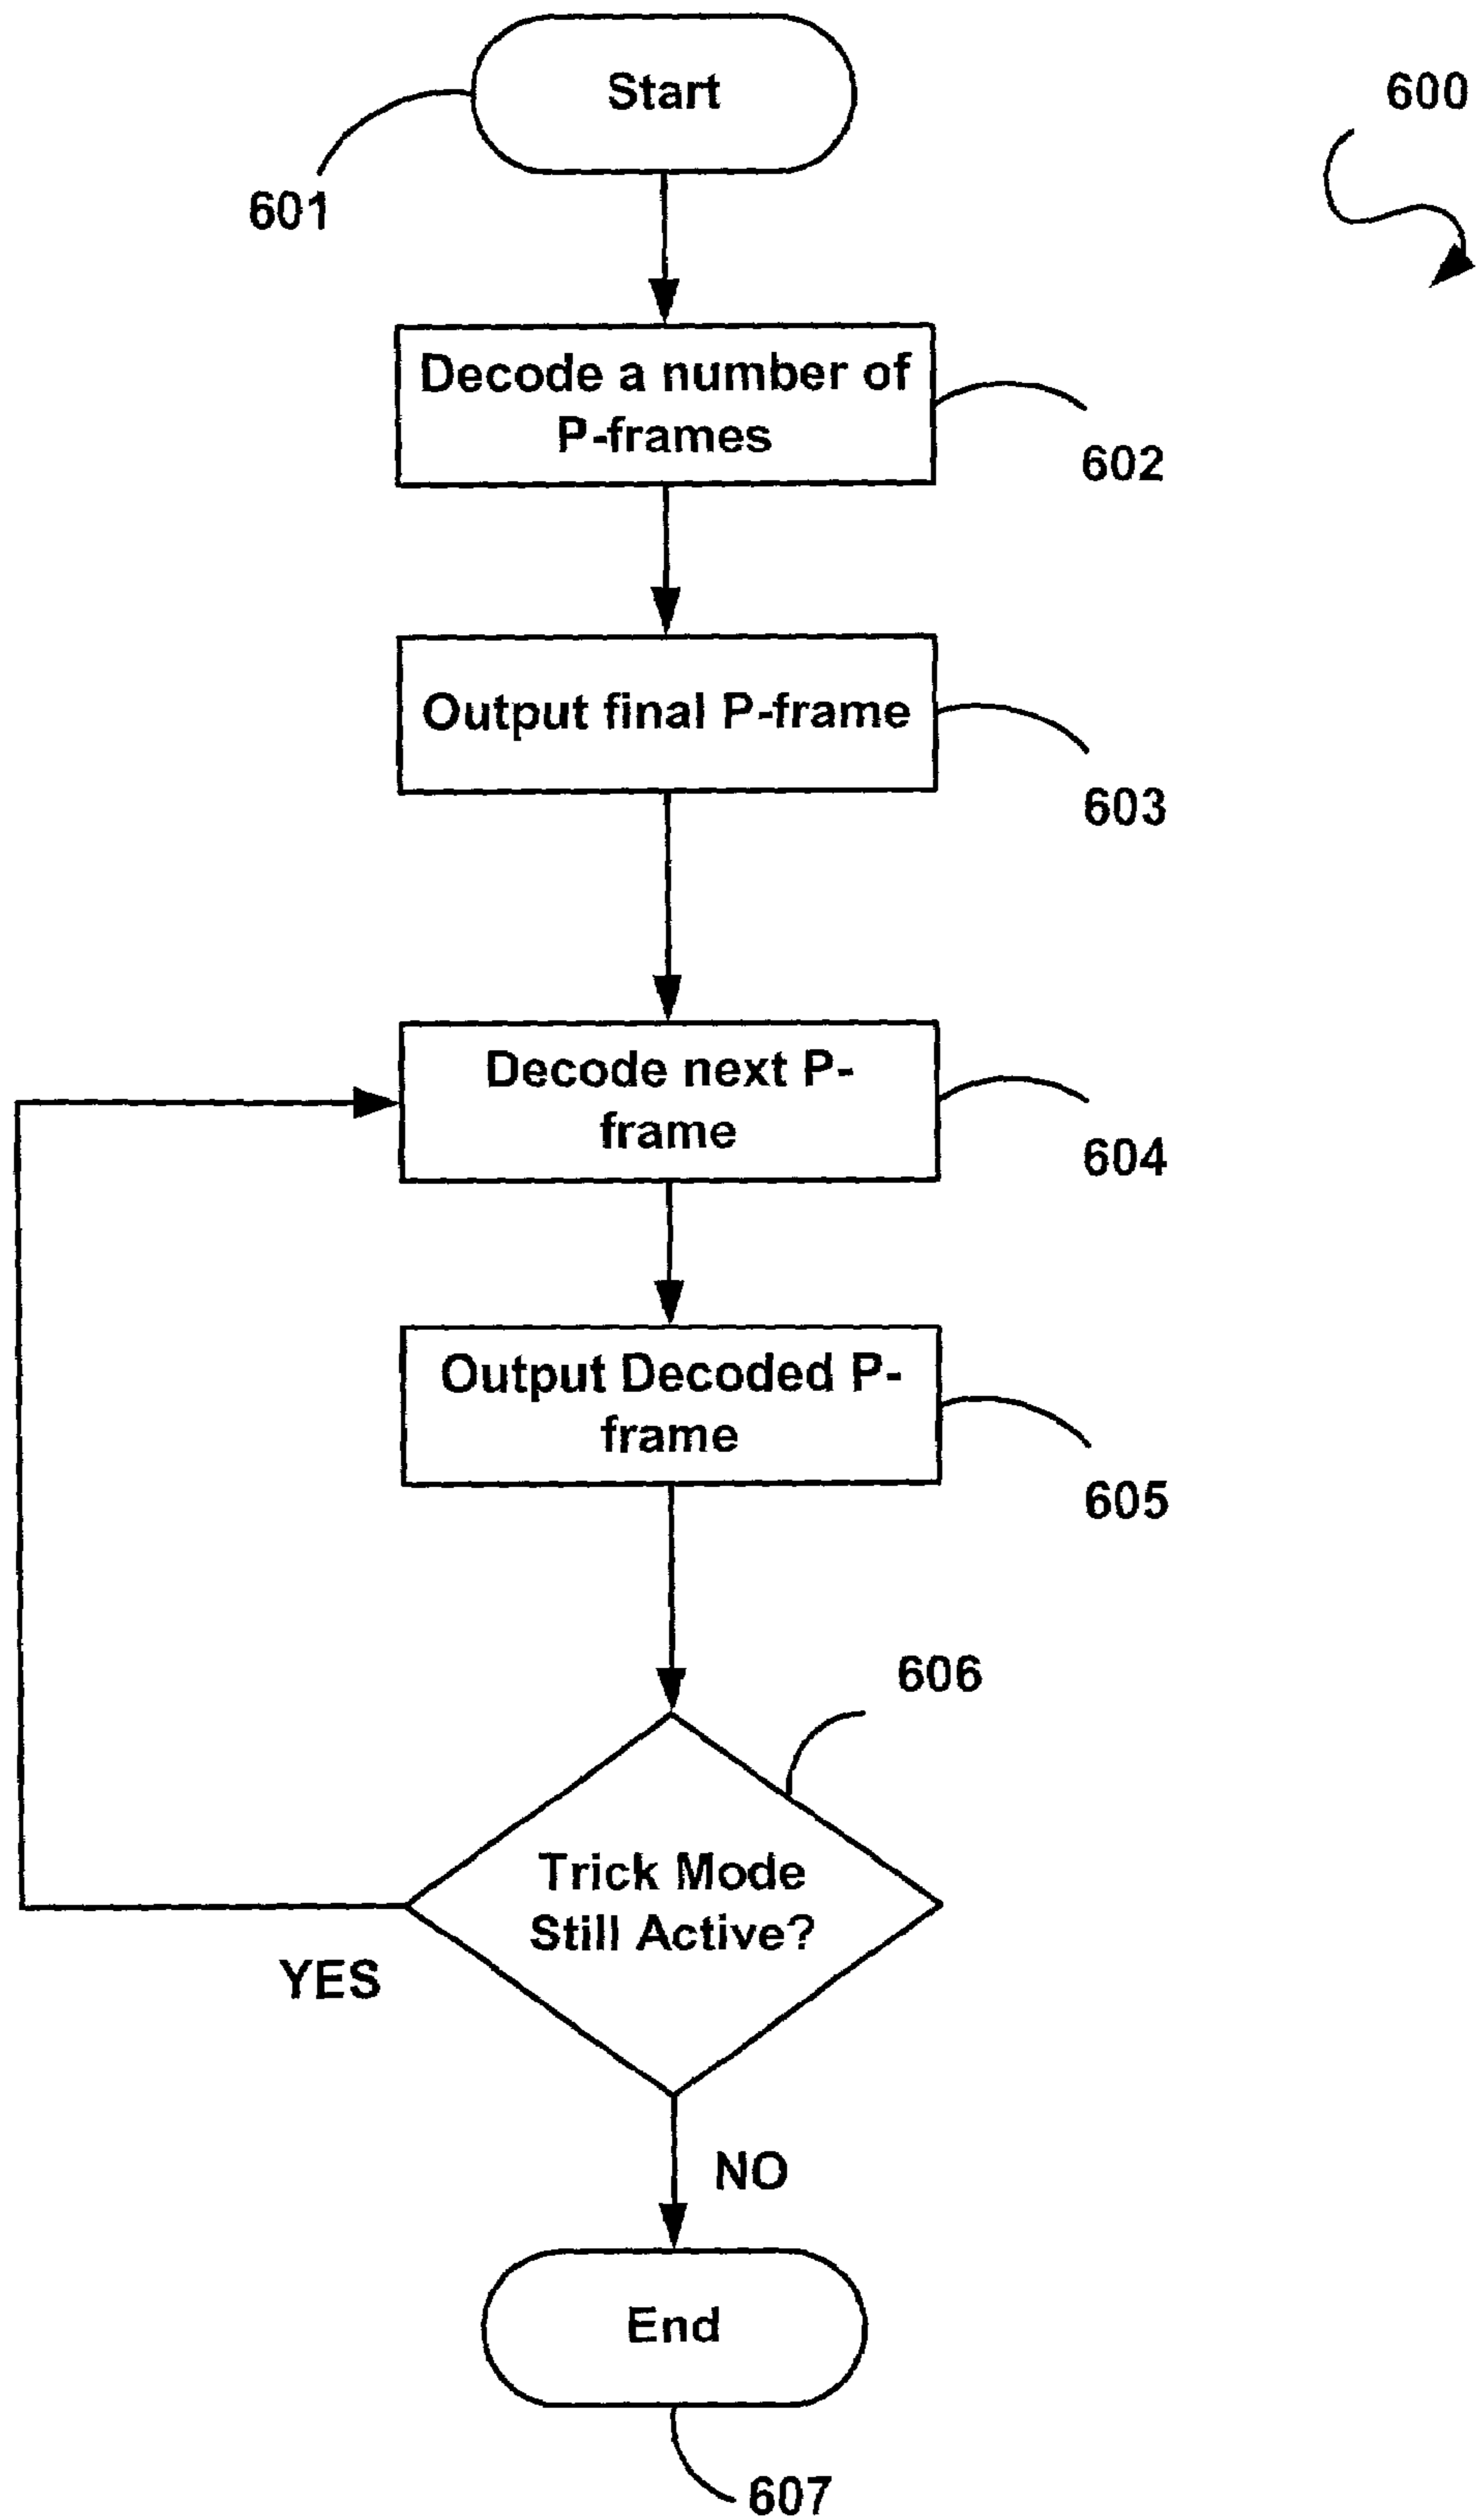 Start
600
601
Decode a number of
P-frames
602
Output final P-frame
603
Decode next P-
frame
604
Output Decoded P-
frame
605
606
Trick Mode
Still Active?
YES
NO
End
607